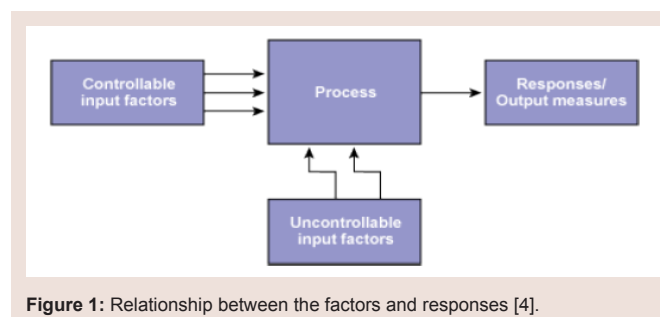 Controllable
input factors
Process
Responses/
Output measures
Uncontrollable
input factors
Figure 1: Relationship between the factors and responses [4].